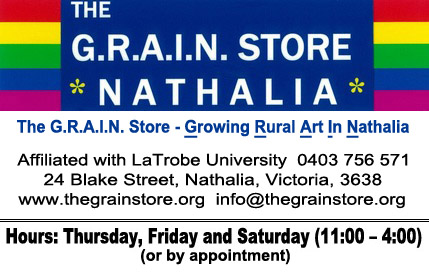 THE
G.R.A.I.N. STORE
* NATHALIA *
The G.R.A.I.N. Store - Growing Rural Art In Nathalia
Affiliated with LaTrobe University 0403 756 571
24 Blake Street, Nathalia, Victoria, 3638
www.thegrainstore.org info@thegrainstore.org
Hours: Thursday, Friday and Saturday (11:00 – 4:00)
(or by appointment)